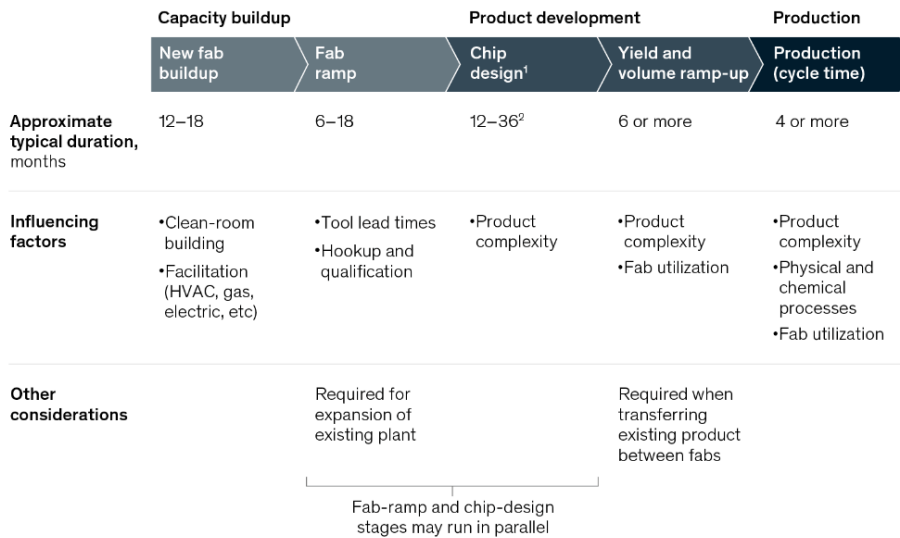 Capacity buildup
Product development
Production
New fab
buildup
Fab
ramp
Chip
design¹
Yield and
volume ramp-up
Production
(cycle time)
Approximate
typical duration,
months
12–18
6–18
12–36²
6 or more
4 or more
Influencing
factors
•Clean-room
building
•Facilitation
(HVAC, gas,
electric, etc)
•Tool lead times
•Hookup and
qualification
•Product
complexity
•Product
complexity
•Fab utilization
•Product
complexity
•Physical and
chemical
processes
•Fab utilization
Other
considerations
Required for
expansion of
existing plant
Required when
transferring
existing product
between fabs
Fab-ramp and chip-design
stages may run in parallel